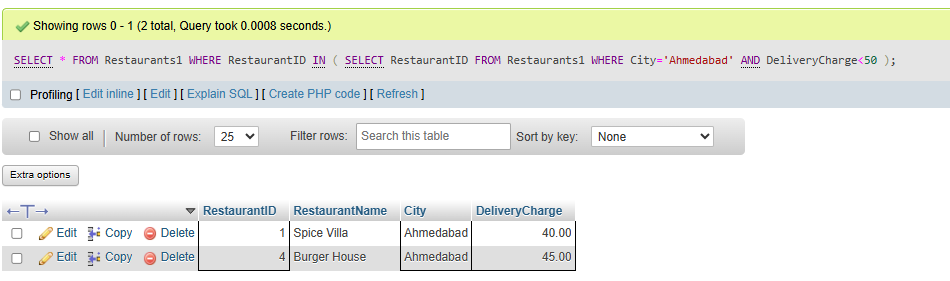 Showing rows 0 - 1 (2 total, Query took 0.0008 seconds.)
SELECT * FROM Restaurants1 WHERE RestaurantID IN ( SELECT RestaurantID FROM Restaurants1 WHERE City='Ahmedabad' AND DeliveryCharge<50 );
Profiling [ Edit inline ] [ Edit ] [ Explain SQL ] [ Create PHP code ] [ Refresh ]
Show all Number of rows: 25 Filter rows: Search this table Sort by key: None
Extra options
←T→ RestaurantID RestaurantName City DeliveryCharge
Edit Copy Delete 1 Spice Villa Ahmedabad 40.00
Edit Copy Delete 4 Burger House Ahmedabad 45.00